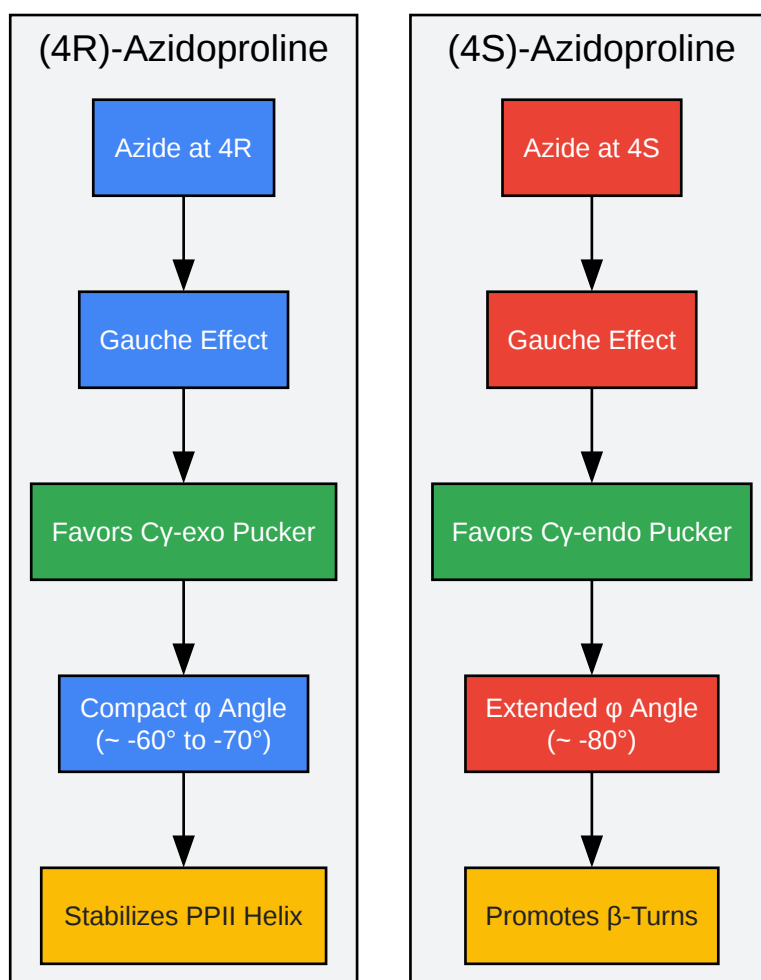 (4R)-Azidoproline
Azide at 4R
Gauche Effect
Favors Cγ-exo Pucker
Compact φ Angle
(~ -60° to -70°)
Stabilizes PPII Helix
(4S)-Azidoproline
Azide at 4S
Gauche Effect
Favors Cγ-endo Pucker
Extended φ Angle
(~ -80°)
Promotes β-Turns